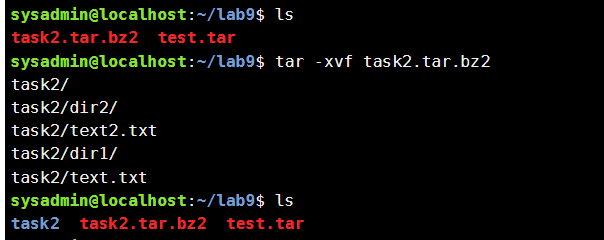 sysadmin@localhost:~/lab9$ ls
task2.tar.bz2  test.tar
sysadmin@localhost:~/lab9$ tar -xvf task2.tar.bz2
task2/
task2/dir2/
task2/text2.txt
task2/dir1/
task2/text.txt
sysadmin@localhost:~/lab9$ ls
task2  task2.tar.bz2  test.tar